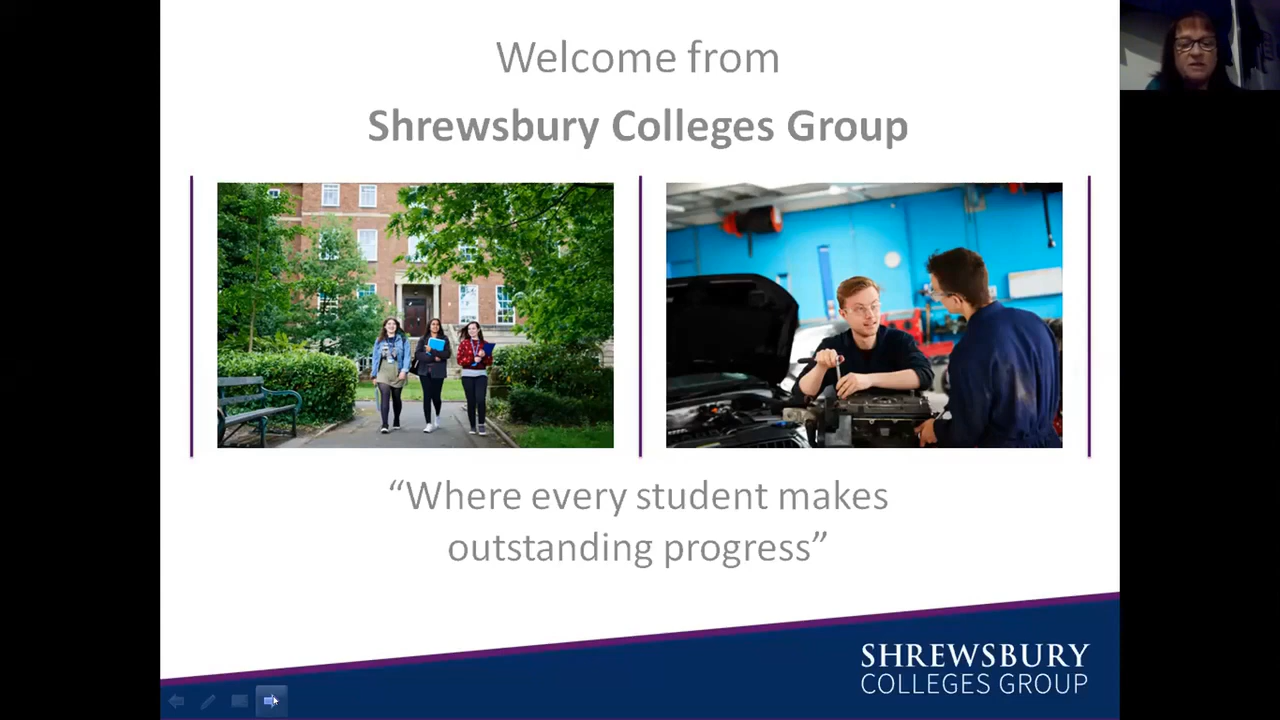 Welcome from
Shrewsbury Colleges Group
“Where every student makes
outstanding progress”
SHREWSBURY
COLLEGES GROUP